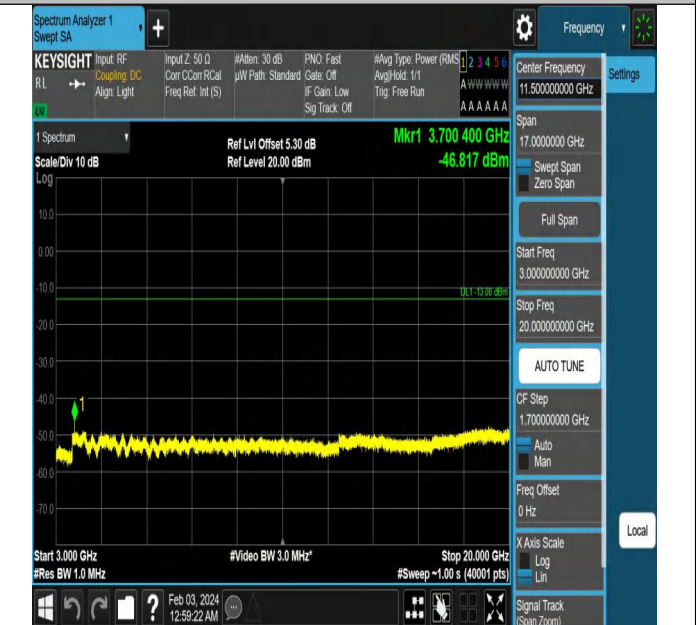 Spectrum Analyzer 1
Swept SA
+
Frequency
KEYSIGHT
RL
Input: RF
Coupling: DC
Align: Light
Input Z: 50 Ω
Corr CCorr RCal
Freq Ref: Int (S)
#Atten: 30 dB
µW Path: Standard
PNO: Fast
Gate: Off
IF Gain: Low
Sig Track: Off
#Avg Type: Power (RMS
Avg|Hold: 1/1
Trig: Free Run
1 2 3 4 5 6
A W W W W W
A A A A A A
1 Spectrum
Scale/Div 10 dB
Log
Ref Lvl Offset 5.30 dB
Ref Level 20.00 dBm
Mkr1 3.700 400 GHz
-46.817 dBm
10.0
0.00
-10.0
DL1 -13.00 dBm
-20.0
-30.0
-40.0
1
-50.0
-60.0
-70.0
Start 3.000 GHz
#Res BW 1.0 MHz
#Video BW 3.0 MHz*
Stop 20.000 GHz
#Sweep ~1.00 s (40001 pts)
?
Feb 03, 2024
12:59:22 AM
Center Frequency
11.500000000 GHz
Settings
Span
17.0000000 GHz
Swept Span
Zero Span
Full Span
Start Freq
3.000000000 GHz
Stop Freq
20.000000000 GHz
AUTO TUNE
CF Step
1.700000000 GHz
Auto
Man
Freq Offset
0 Hz
X Axis Scale
Log
Lin
Local
Signal Track
(Span Zoom)